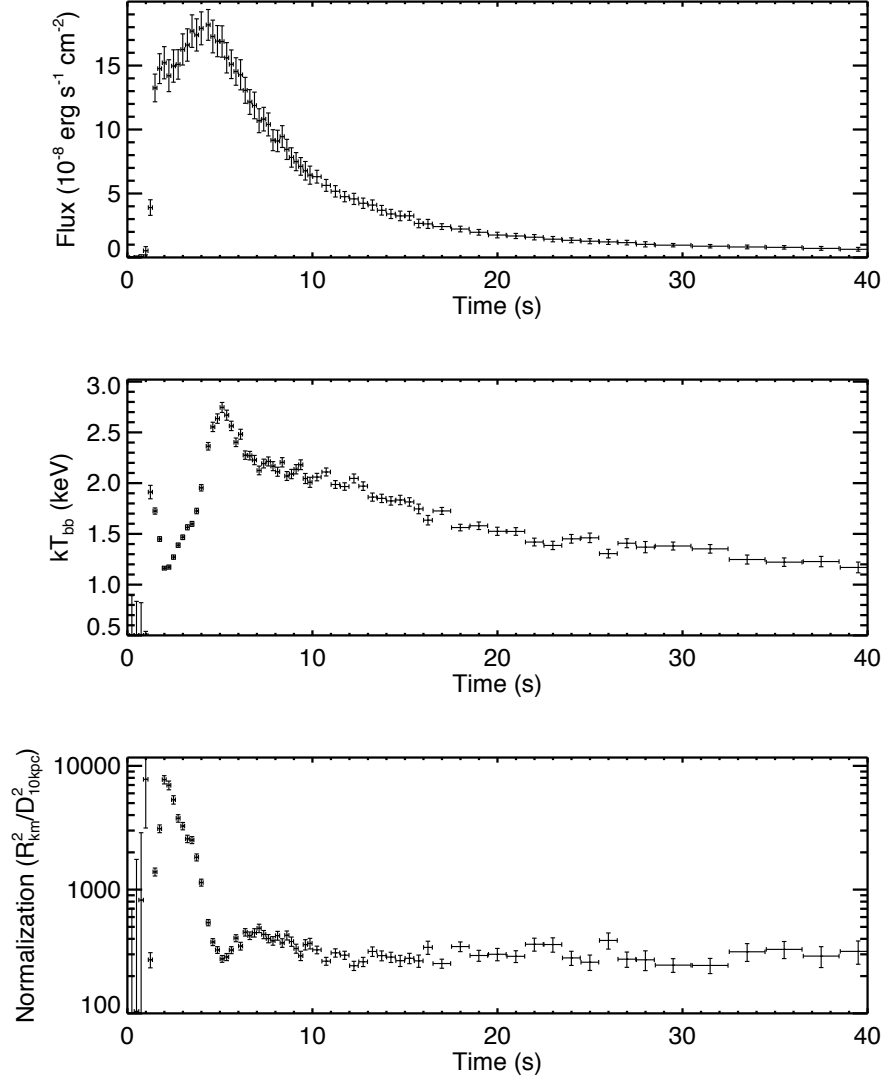 Flux (10⁻⁸ erg s⁻¹ cm⁻²)
15
10
5
0
0 10 20 30 40
Time (s)
kT_bb (keV)
3.0
2.5
2.0
1.5
1.0
0.5
0 10 20 30 40
Time (s)
Normalization (R²_km/D²_10kpc)
10000
1000
100
0 10 20 30 40
Time (s)